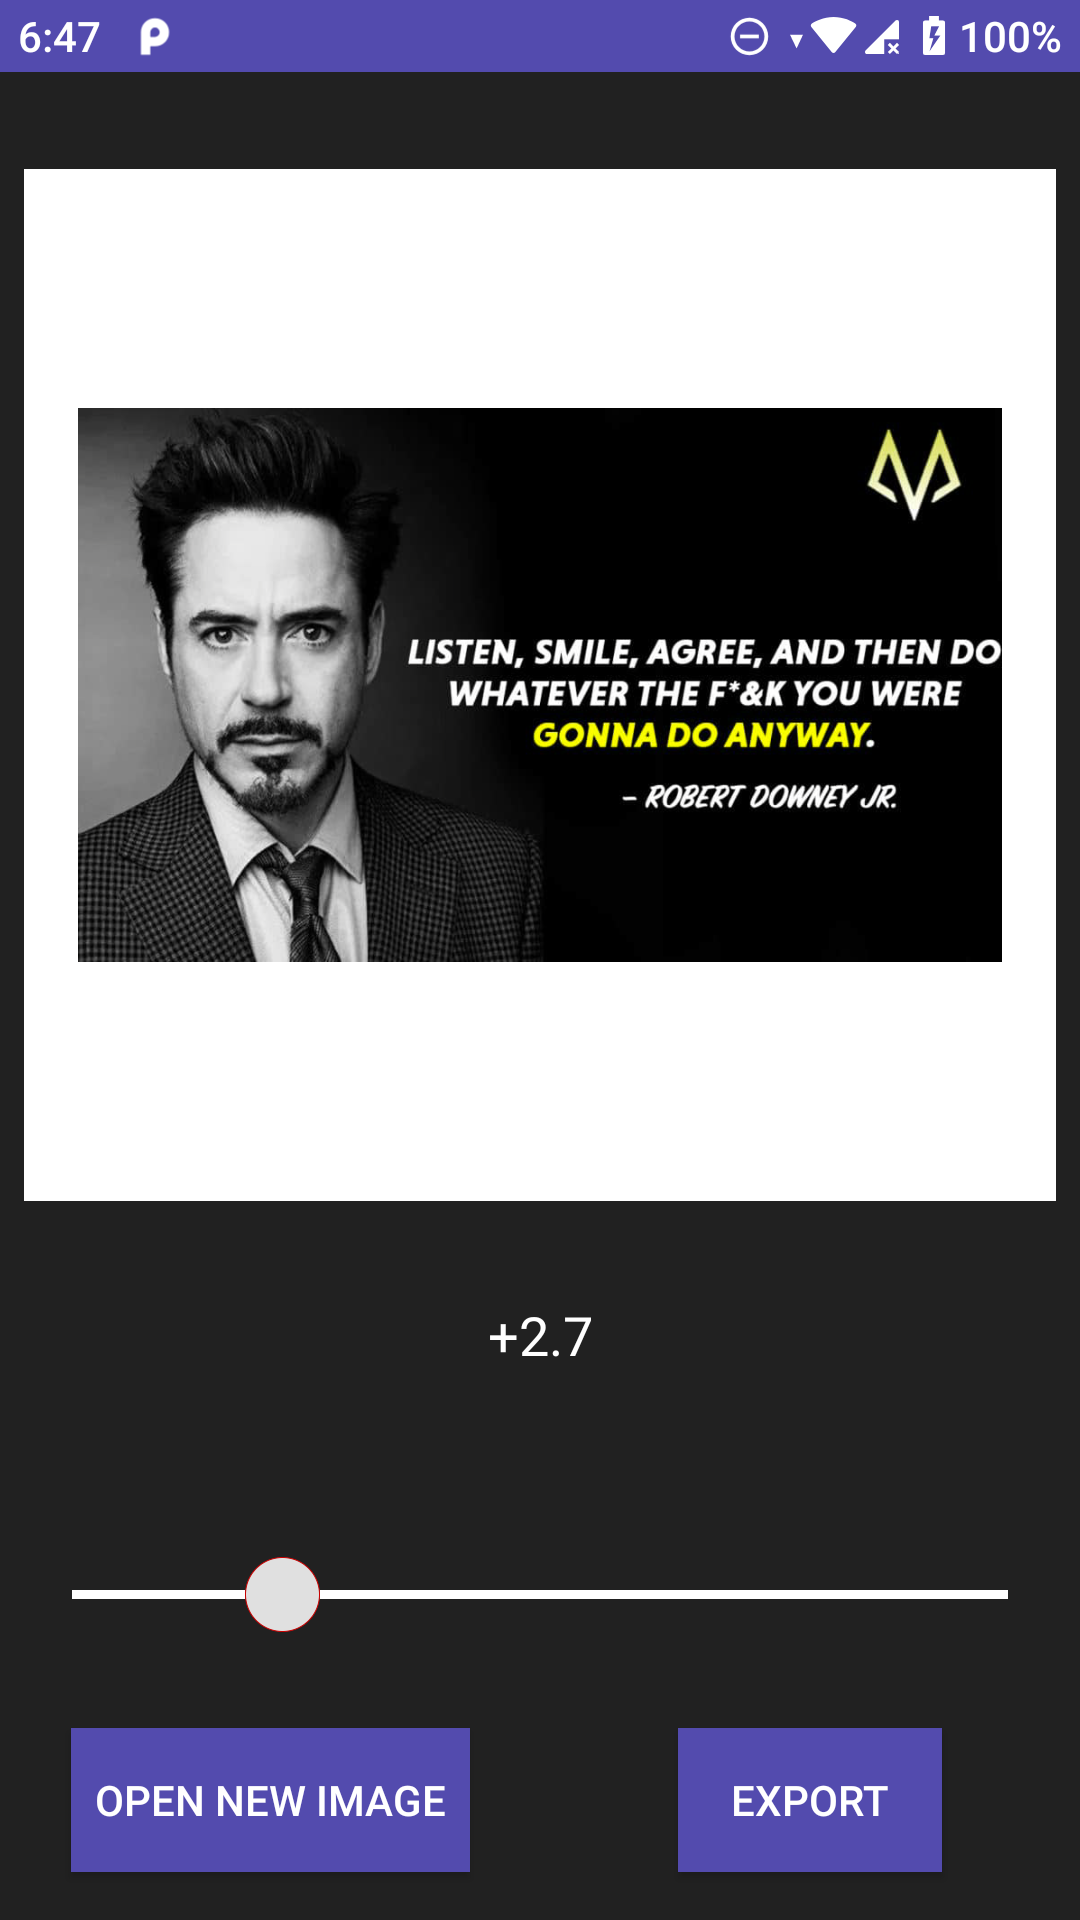 6:47
100%
LISTEN, SMILE, AGREE, AND THEN DO
WHATEVER THE F*&K YOU WERE
GONNA DO ANYWAY.
– ROBERT DOWNEY JR.
+2.7
OPEN NEW IMAGE
EXPORT